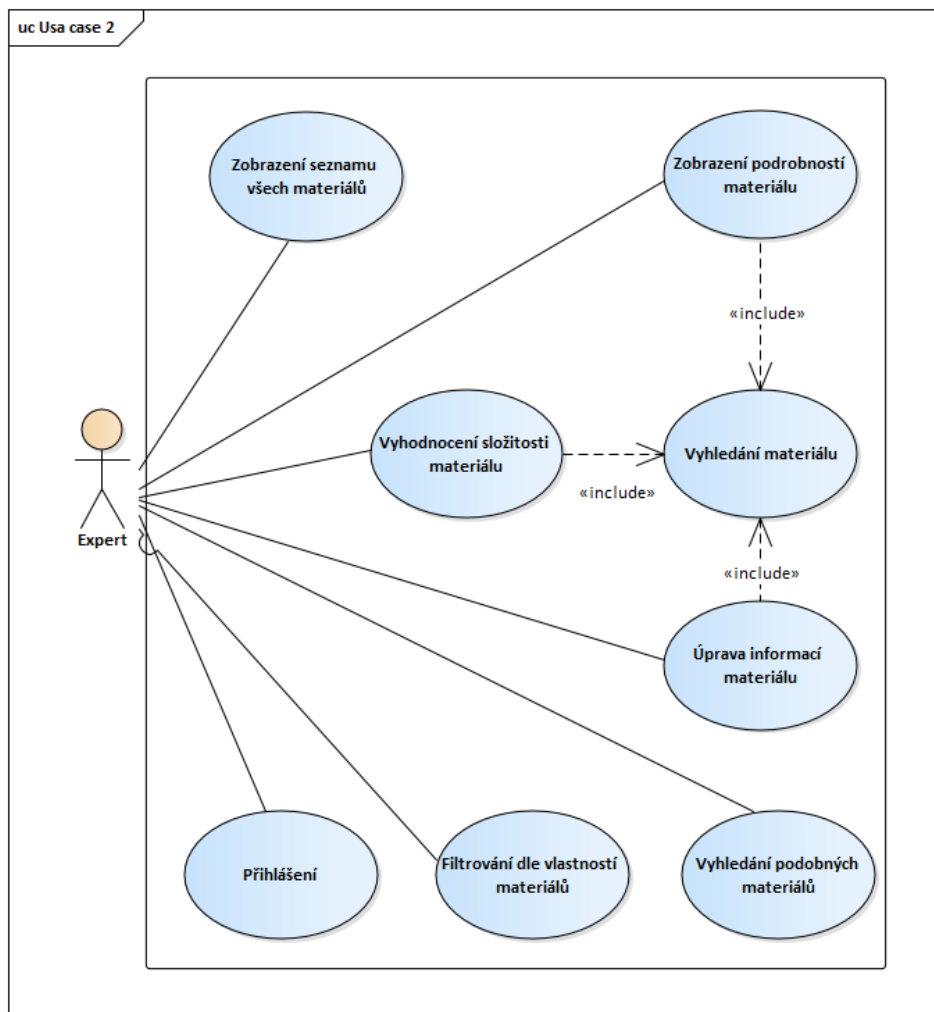 uc Usa case 2
Zobrazení seznamu
všech materiálů
Zobrazení podrobností
materiálu
«include»
Vyhodnocení složitosti
materiálu
Vyhledání materiálu
«include»
Expert
«include»
Úprava informací
materiálu
Přihlášení
Filtrování dle vlastností
materiálů
Vyhledání podobných
materiálů